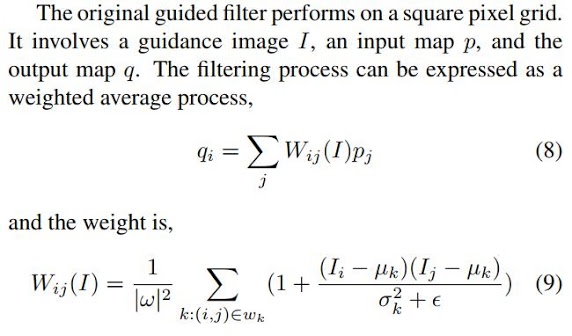 The original guided filter performs on a square pixel grid.
It involves a guidance image I, an input map p, and the
output map q. The filtering process can be expressed as a
weighted average process,
q_i = \sum_j W_{ij}(I)p_j (8)
and the weight is,
W_{ij}(I) = \frac{1}{|\omega|^2} \sum_{k:(i,j)\in w_k} (1 + \frac{(I_i - \mu_k)(I_j - \mu_k)}{\sigma_k^2 + \epsilon}) (9)